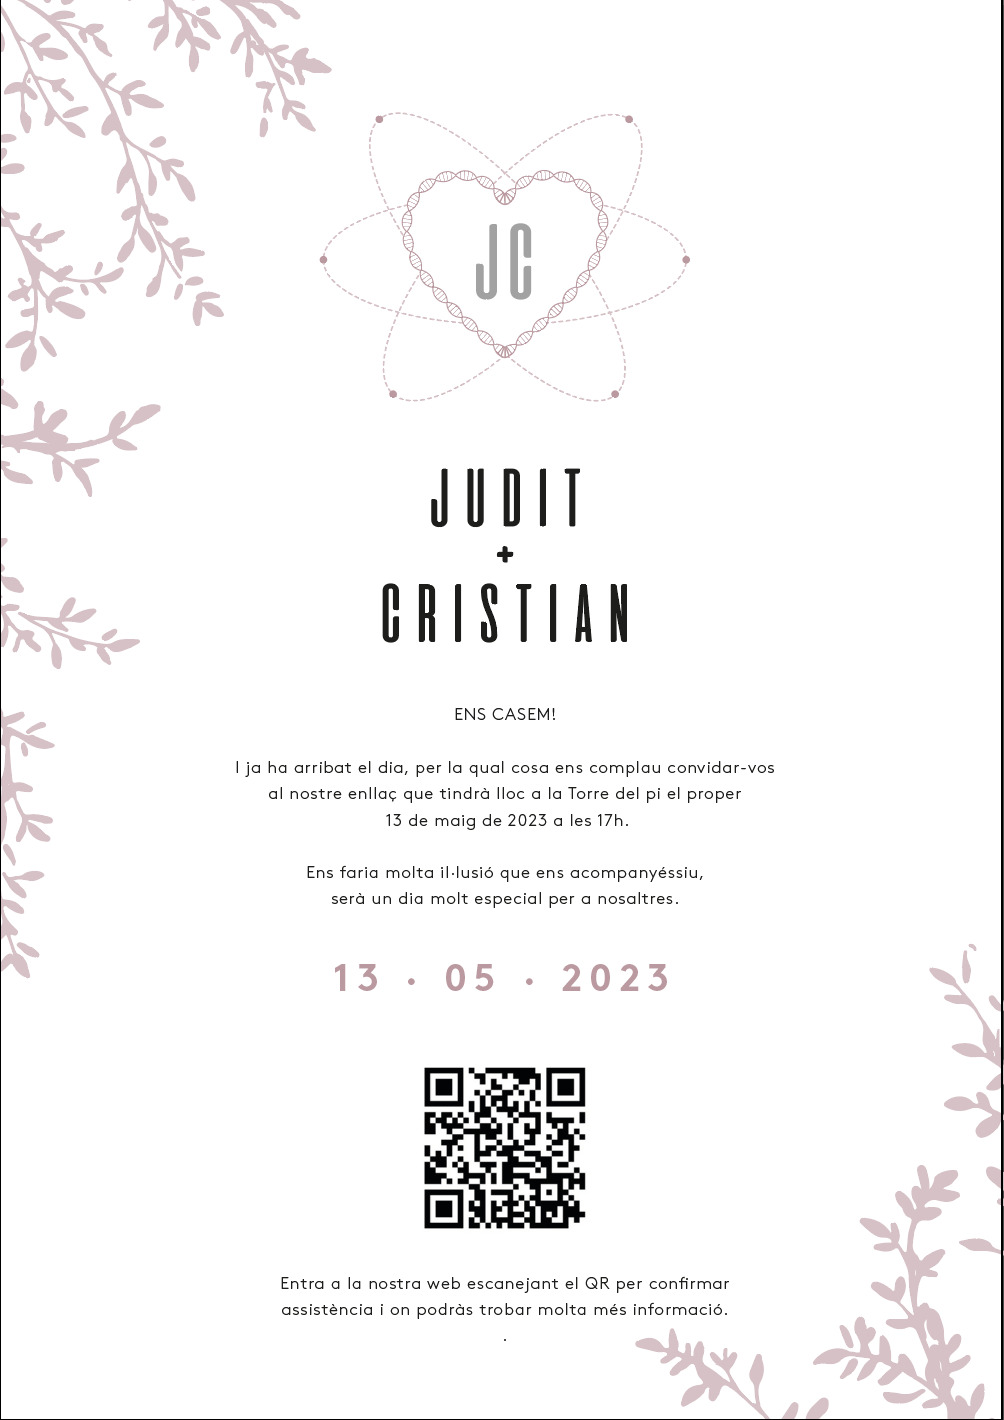 JC
JUDIT
+
CRISTIAN
ENS CASEM!
I ja ha arribat el dia, per la qual cosa ens complau convidar-vos
al nostre enllaç que tindrà lloc a la Torre del pi el proper
13 de maig de 2023 a les 17h.
Ens faria molta il·lusió que ens acompanyéssiu,
serà un dia molt especial per a nosaltres.
13 · 05 · 2023
Entra a la nostra web escanejant el QR per confirmar
assistència i on podràs trobar molta més informació.
.